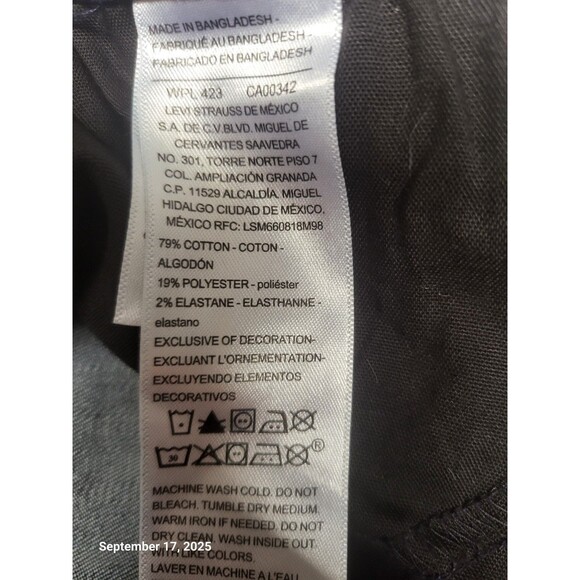 MADE IN BANGLADESH -
FABRIQUÉ AU BANGLADESH -
FABRICADO EN BANGLADESH
WPL 423 CA00342
LEVI STRAUSS DE MÉXICO
S.A. DE C.V.BLVD. MIGUEL DE
CERVANTES SAAVEDRA
NO. 301, TORRE NORTE PISO 7
COL. AMPLIACIÓN GRANADA
C.P. 11529 ALCALDÍA. MIGUEL
HIDALGO CIUDAD DE MÉXICO,
MÉXICO RFC: LSM660818M98
79% COTTON - COTON -
ALGODÓN
19% POLYESTER - poliéster
2% ELASTANE - ELASTHANNE -
elastano
EXCLUSIVE OF DECORATION-
EXCLUANT L'ORNEMENTATION-
EXCLUYENDO ELEMENTOS
DECORATIVOS
30 ®
MACHINE WASH COLD. DO NOT
BLEACH. TUMBLE DRY MEDIUM.
WARM IRON IF NEEDED. DO NOT
DRY CLEAN. WASH INSIDE OUT
WITH LIKE COLORS.
LAVER EN MACHINE À L'EAU
September 17, 2025